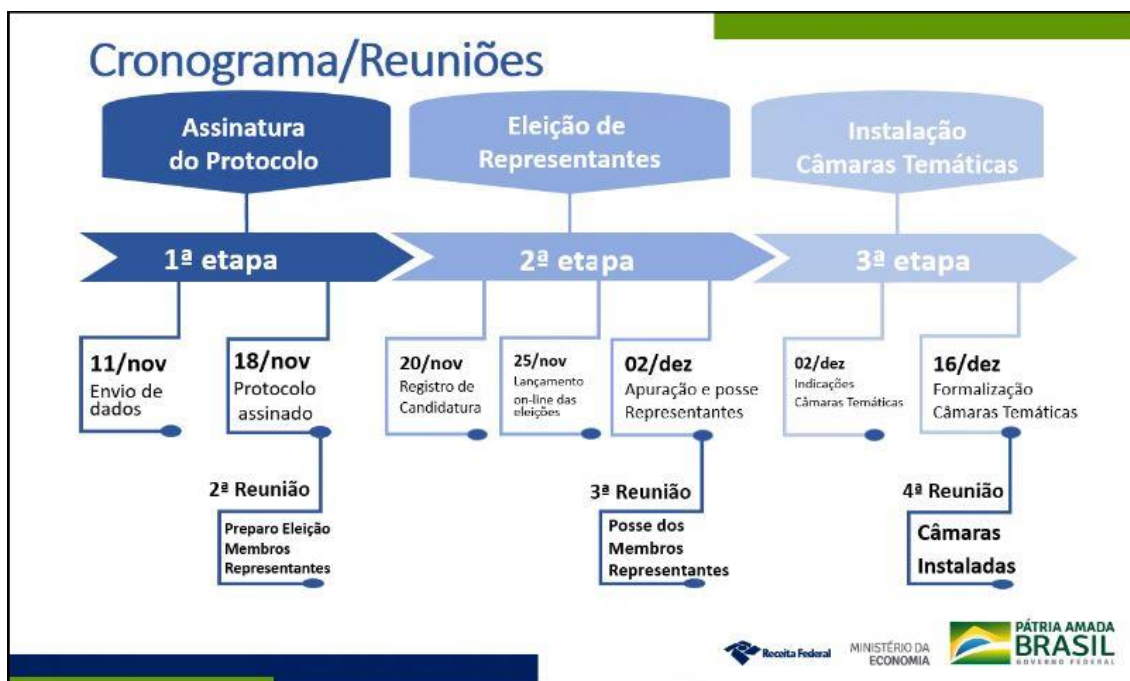 Cronograma/Reuniões
Assinatura
do Protocolo
Eleição de
Representantes
Instalação
Câmaras Temáticas
1ª etapa
2ª etapa
3ª etapa
11/nov
Envio de
dados
18/nov
Protocolo
assinado
20/nov
Registro de
Candidatura
25/nov
Lançamento
on-line das
eleições
02/dez
Apuração e posse
Representantes
02/dez
Indicações
Câmaras Temáticas
16/dez
Formalização
Câmaras Temáticas
2ª Reunião
Preparo Eleição
Membros
Representantes
3ª Reunião
Posse dos
Membros
Representantes
4ª Reunião
Câmaras
Instaladas
Receita Federal
MINISTÉRIO DA
ECONOMIA
PÁTRIA AMADA
BRASIL
GOVERNO FEDERAL